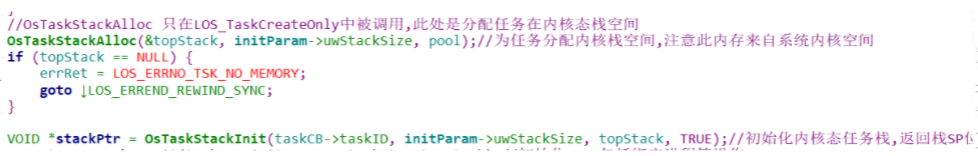 //OsTaskStackAlloc 只在LOS_TaskCreateOnly中被调用,此处是分配任务在内核态栈空间
OsTaskStackAlloc(&topStack, initParam->uwStackSize, pool);//为任务分配内核栈空间,注意此内存来自系统内核空间
if (topStack == NULL) {
errRet = LOS_ERRNO_TSK_NO_MEMORY;
goto ↓LOS_ERREND_REWIND_SYNC;
}
VOID *stackPtr = OsTaskStackInit(taskCB->taskID, initParam->uwStackSize, topStack, TRUE);//初始化内核态任务栈,返回栈SP